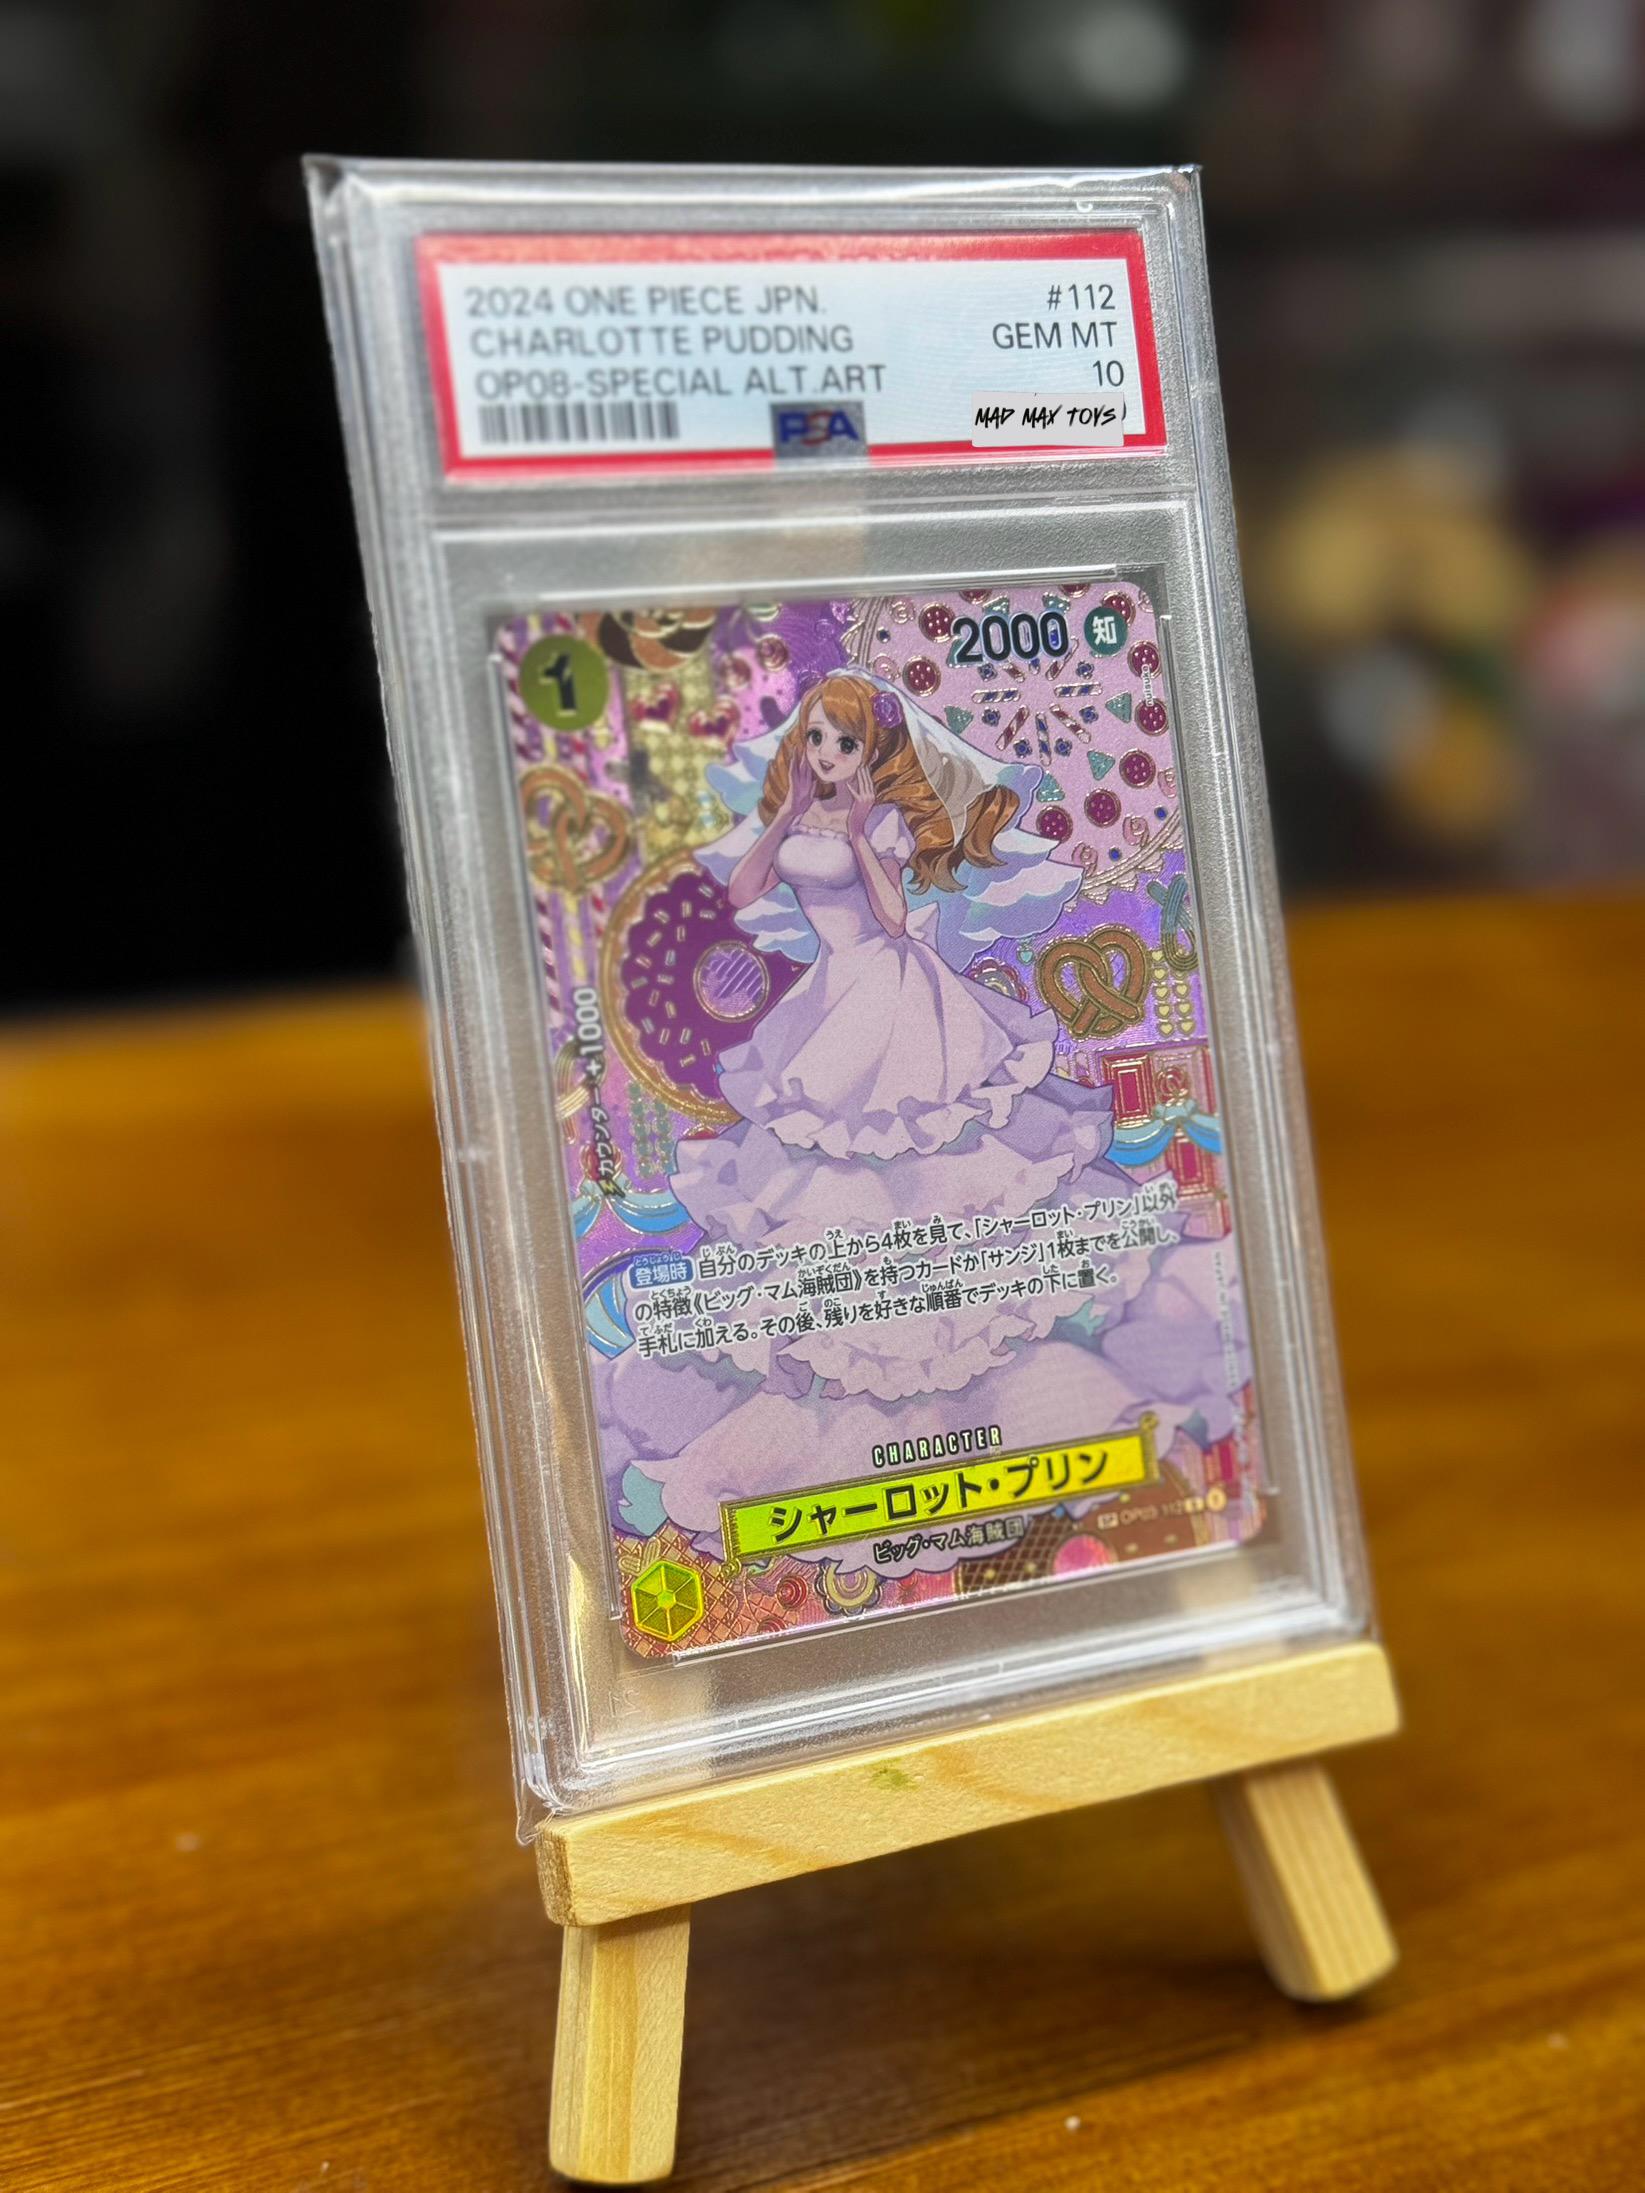 2024 ONE PIECE JPN. #112
CHARLOTTE PUDDING GEM MT
OP08-SPECIAL ALT.ART 10
PSA
MAD MAX TOYS
1
2000 知
カウンター+1000
登場時 自分のデッキの上から4枚を見て、「シャーロット・プリン」以外
の特徴《ビッグ・マム海賊団》を持つカードか「サンジ」1枚までを公開し、
手札に加える。その後、残りを好きな順番でデッキの下に置く。
CHARACTER
シャーロット・プリン
ビッグ・マム海賊団
SP OP03-112